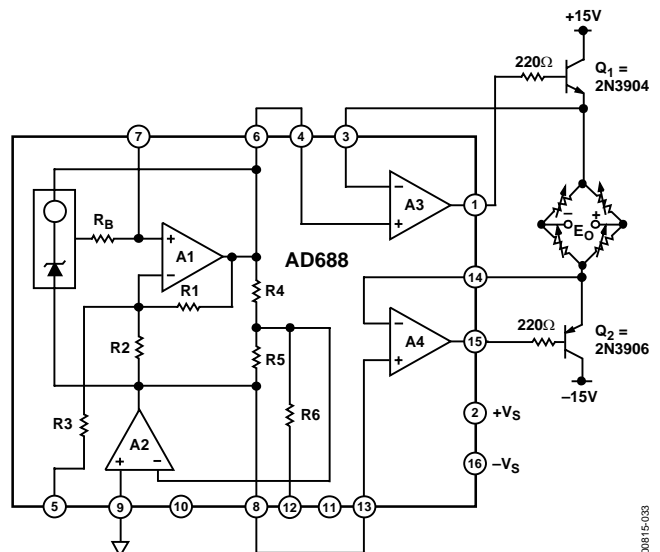 +15V
220Ω
Q1 =
2N3904
7
6
4
3
–
A3
+
1
RB
+
A1
–
AD688
– +
EO
R1
R4
14
R2
R5
–
A4
+
15
220Ω
Q2 =
2N3906
–15V
R3
R6
2 +VS
A2
+ –
16 –VS
5
9
10
8
12
11
13
00815-033